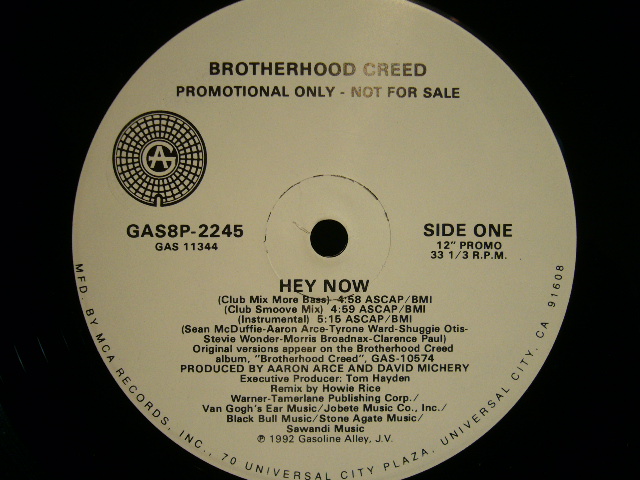 BROTHERHOOD CREED
PROMOTIONAL ONLY - NOT FOR SALE
GA
GAS8P-2245
GAS 11344
SIDE ONE
12" PROMO
33 1/3 R.P.M.
HEY NOW
(Club Mix More Bass) 4:58 ASCAP/BMI
(Club Smoove Mix) 4:59 ASCAP/BMI
(Instrumental) 5:15 ASCAP/BMI
(Sean McDuffie-Aaron Arce-Tyrone Ward-Shuggie Otis-
Stevie Wonder-Morris Broadnax-Clarence Paul)
Original versions appear on the Brotherhood Creed
album, "Brotherhood Creed", GAS-10574
PRODUCED BY AARON ARCE AND DAVID MICHERY
Executive Producer: Tom Hayden
Remix by Howie Rice
Warner-Tamerlane Publishing Corp./
Van Gogh's Ear Music/Jobete Music Co., Inc./
Black Bull Music/Stone Agate Music/
Sawandi Music
℗ 1992 Gasoline Alley, J.V.
MFD. BY MCA RECORDS, INC., 70 UNIVERSAL CITY PLAZA, UNIVERSAL CITY, CA 91608